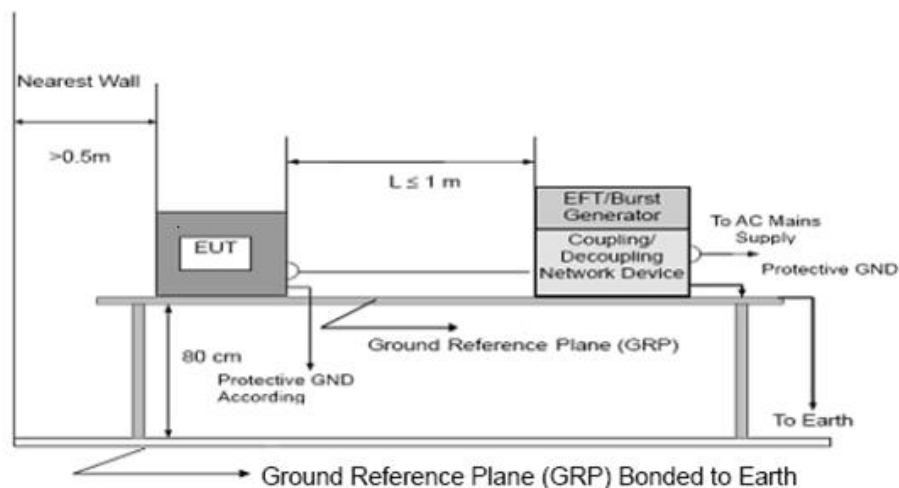 Nearest Wall
>0.5m
L ≤ 1 m
EUT
EFT/Burst
Generator
Coupling/
Decoupling
Network Device
To AC Mains
Supply
Protective GND
Ground Reference Plane (GRP)
80 cm
Protective GND
According
To Earth
Ground Reference Plane (GRP) Bonded to Earth